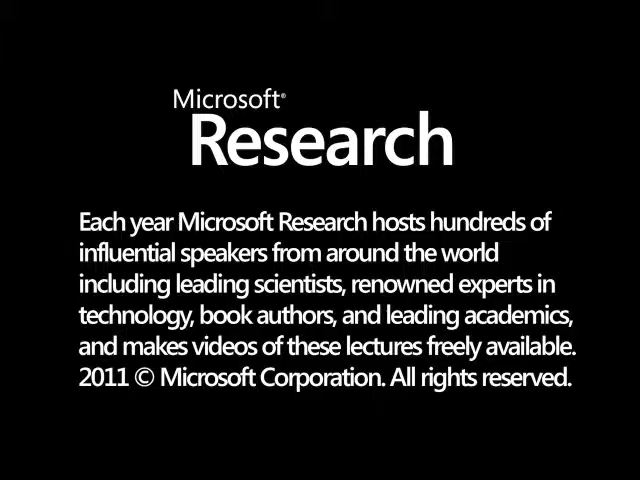 Microsoft®
Research
Each year Microsoft Research hosts hundreds of
influential speakers from around the world
including leading scientists, renowned experts in
technology, book authors, and leading academics,
and makes videos of these lectures freely available.
2011 © Microsoft Corporation. All rights reserved.